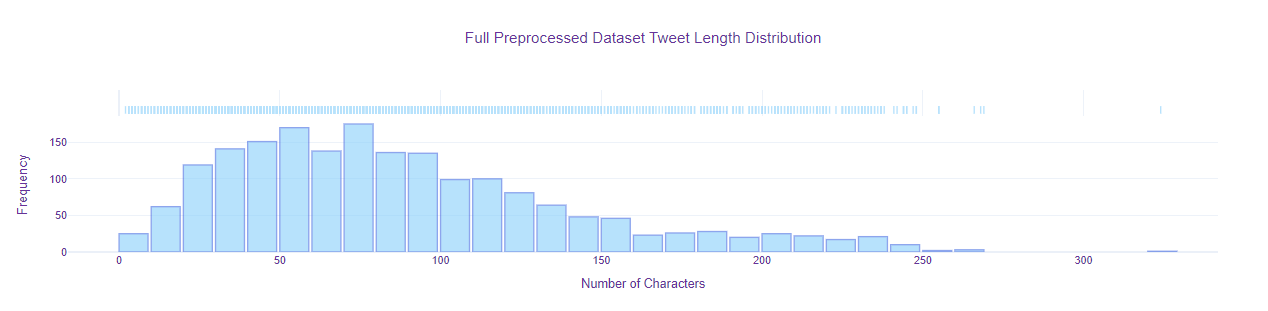 Full Preprocessed Dataset Tweet Length Distribution
150
100
50
0
Frequency
0 50 100 150 200 250 300
Number of Characters